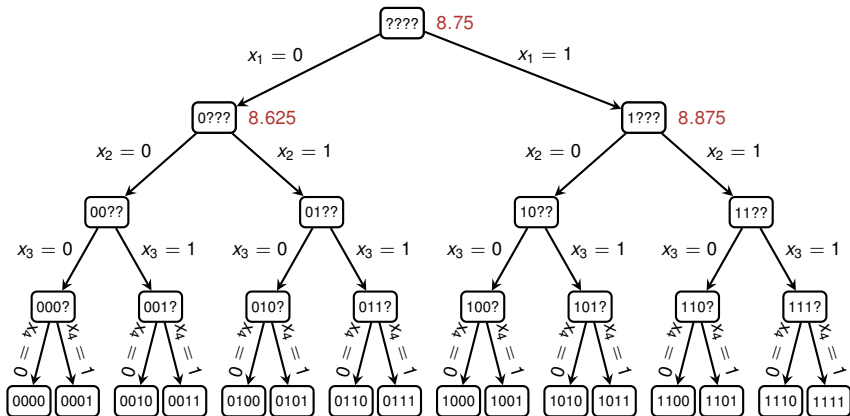 ???? 8.75
x₁ = 0 x₁ = 1
0??? 8.625 1??? 8.875
x₂ = 0 x₂ = 1 x₂ = 0 x₂ = 1
00?? 01?? 10?? 11??
x₃ = 0 x₃ = 1 x₃ = 0 x₃ = 1 x₃ = 0 x₃ = 1 x₃ = 0 x₃ = 1
000? 001? 010? 011? 100? 101? 110? 111?
x₄ = 0 x₄ = 1 x₄ = 0 x₄ = 1 x₄ = 0 x₄ = 1 x₄ = 0 x₄ = 1 x₄ = 0 x₄ = 1 x₄ = 0 x₄ = 1 x₄ = 0 x₄ = 1 x₄ = 0 x₄ = 1
0000 0001 0010 0011 0100 0101 0110 0111 1000 1001 1010 1011 1100 1101 1110 1111